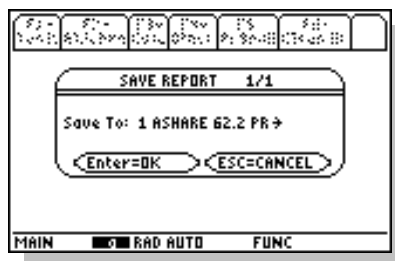 SAVE REPORT 1/1
Save To: 1 ASHARE 62.2 PR→
Enter=OK ESC=CANCEL
MAIN RAD AUTO FUNC